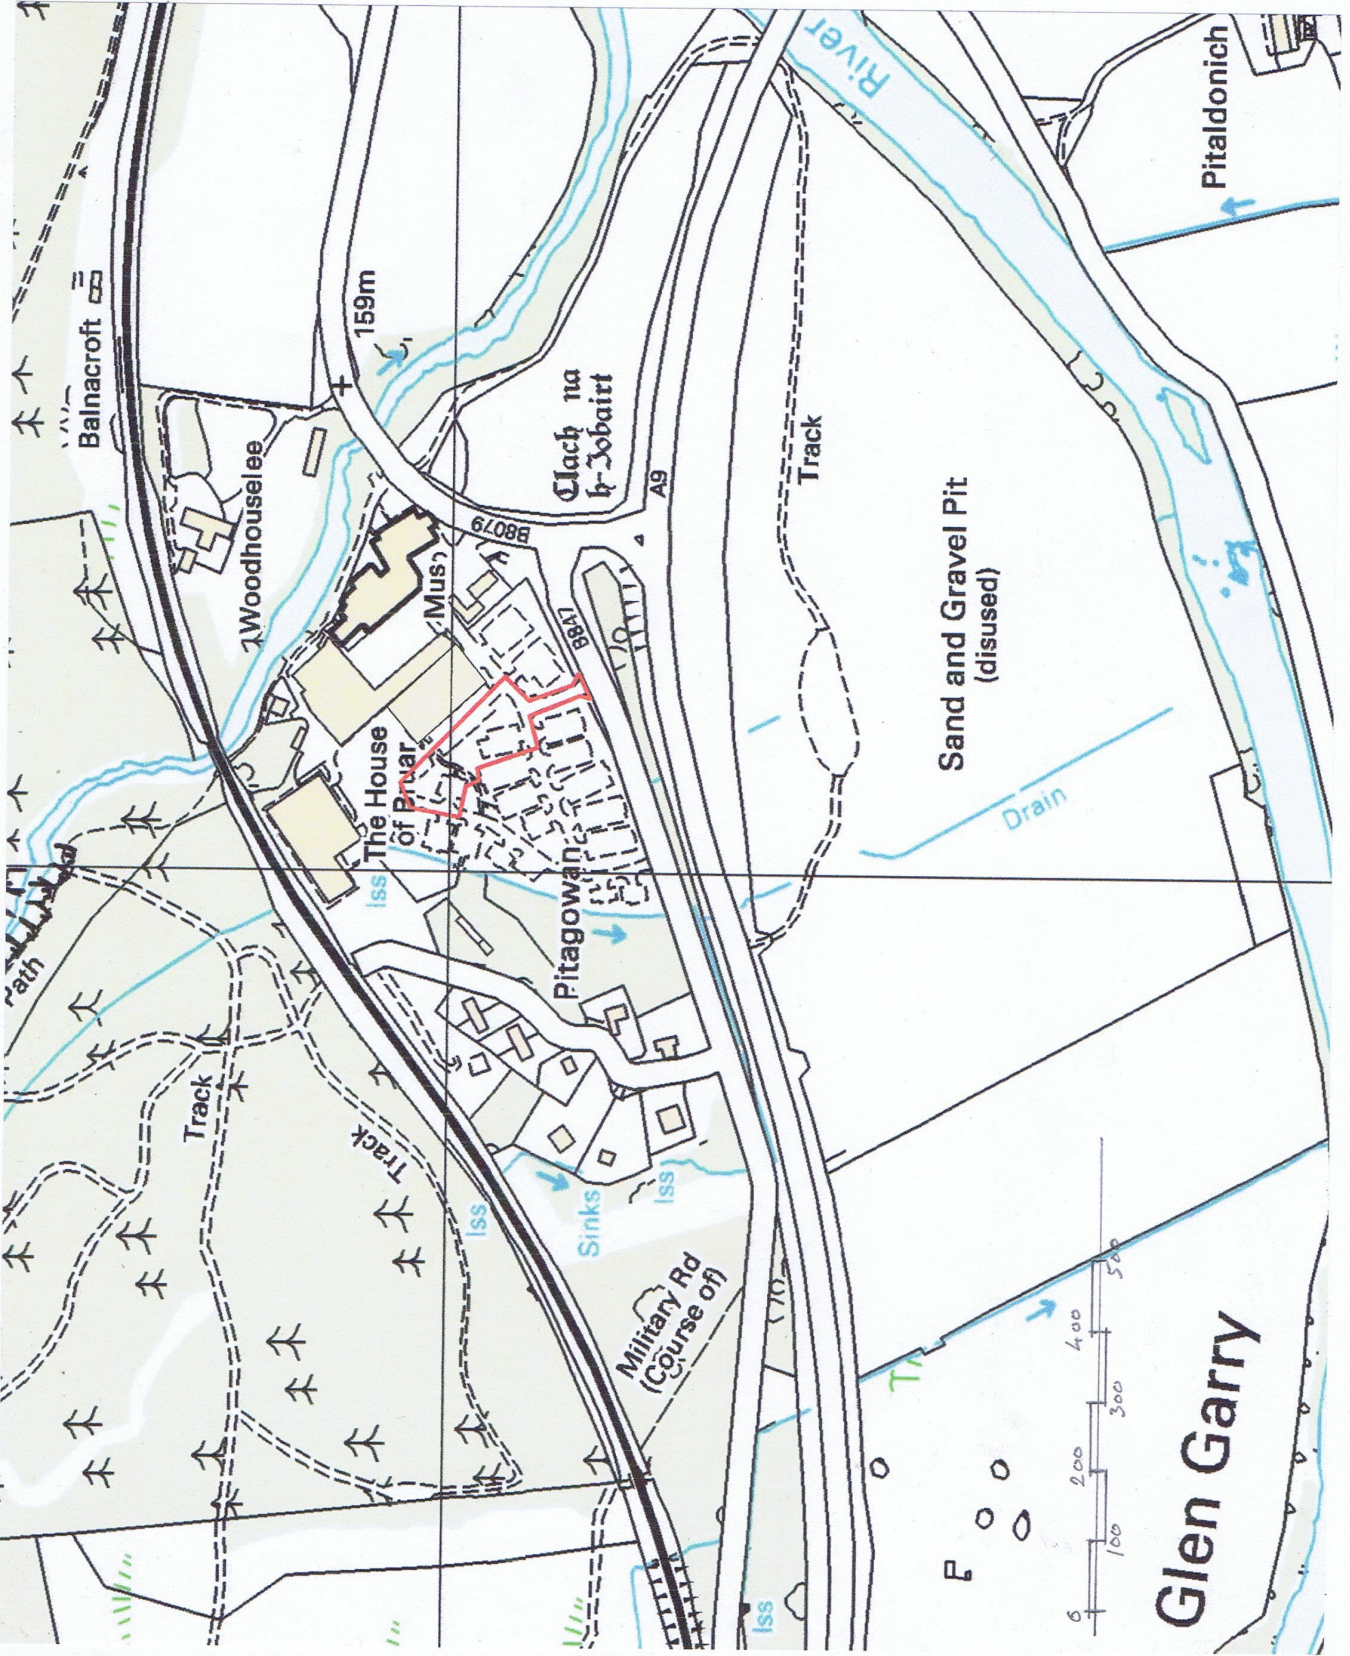 River
Pitaldonich
Balnacroft
159m
Woodhouselee
Clach na
h-Iobairt
A9
B8079
Mus
B847
Track
Sand and Gravel Pit
(disused)
The House
of Bruar
Iss
Drain
Pitagowan
Path
Track
Track
Iss
Sinks
Iss
Military Rd
(Course of)
Glen Garry
Iss
0 100 200 300 400 500